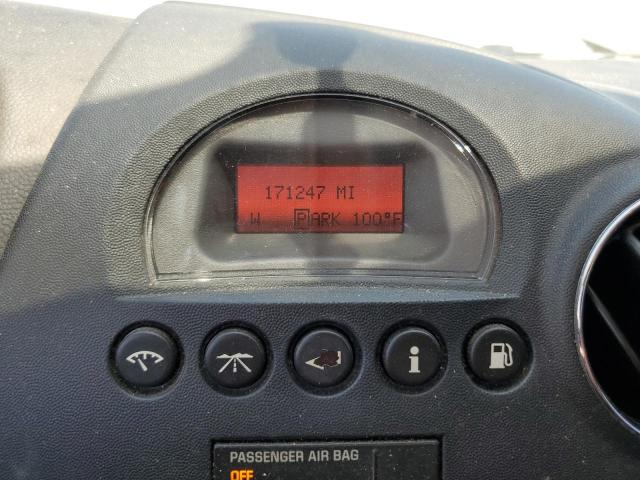 171247 MI
W PARK 100°F
PASSENGER AIR BAG
OFF